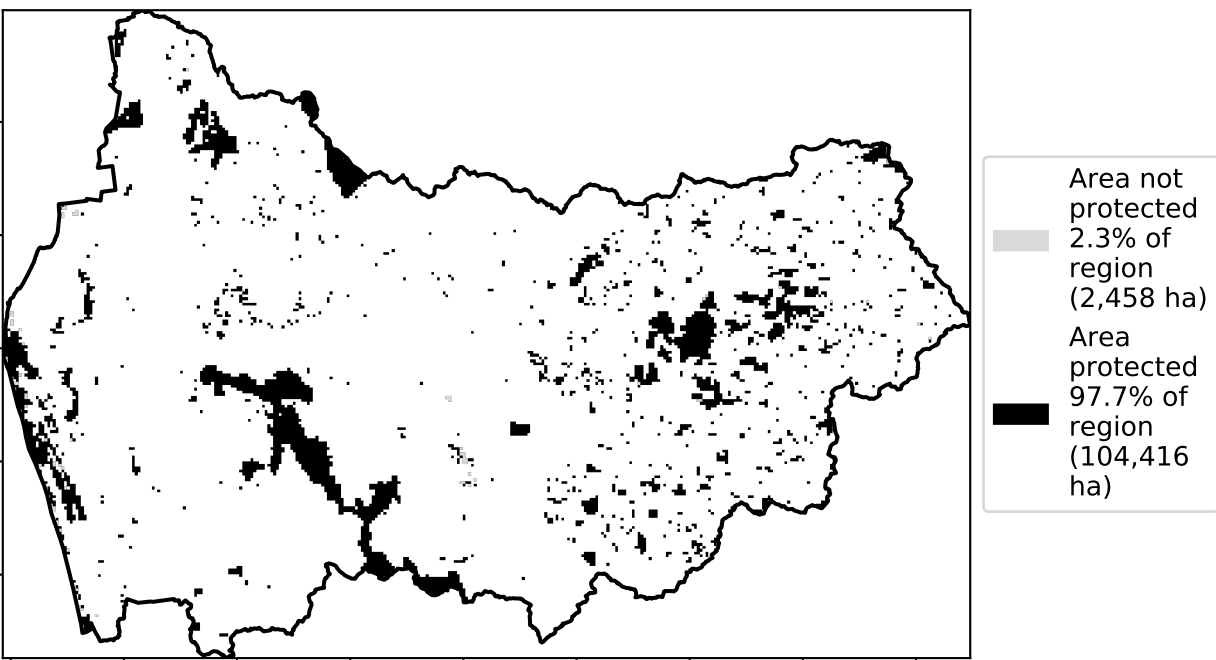 Area not
protected
2.3% of
region
(2,458 ha)
Area
protected
97.7% of
region
(104,416
ha)